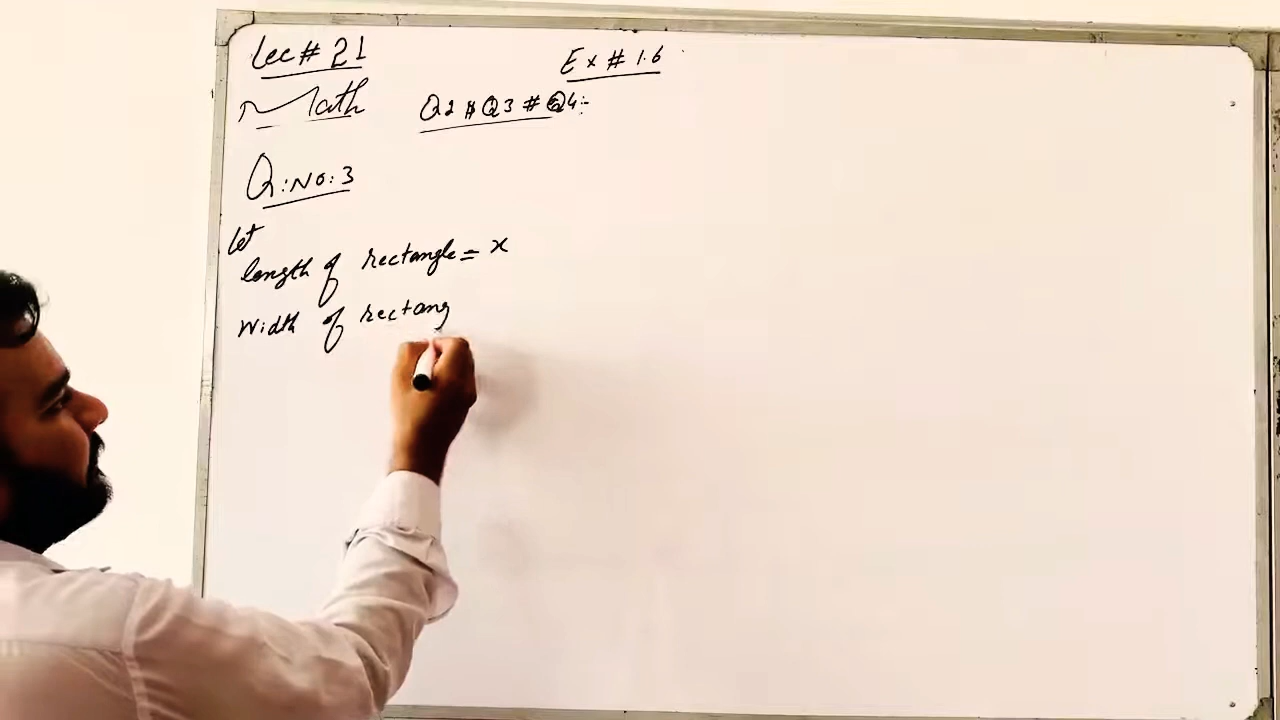 Lec # 21
Ex # 1.6
Math
Q2 # Q3 # Q4:-
Q:No:3
Let
length of rectangle = x
Width of rectang